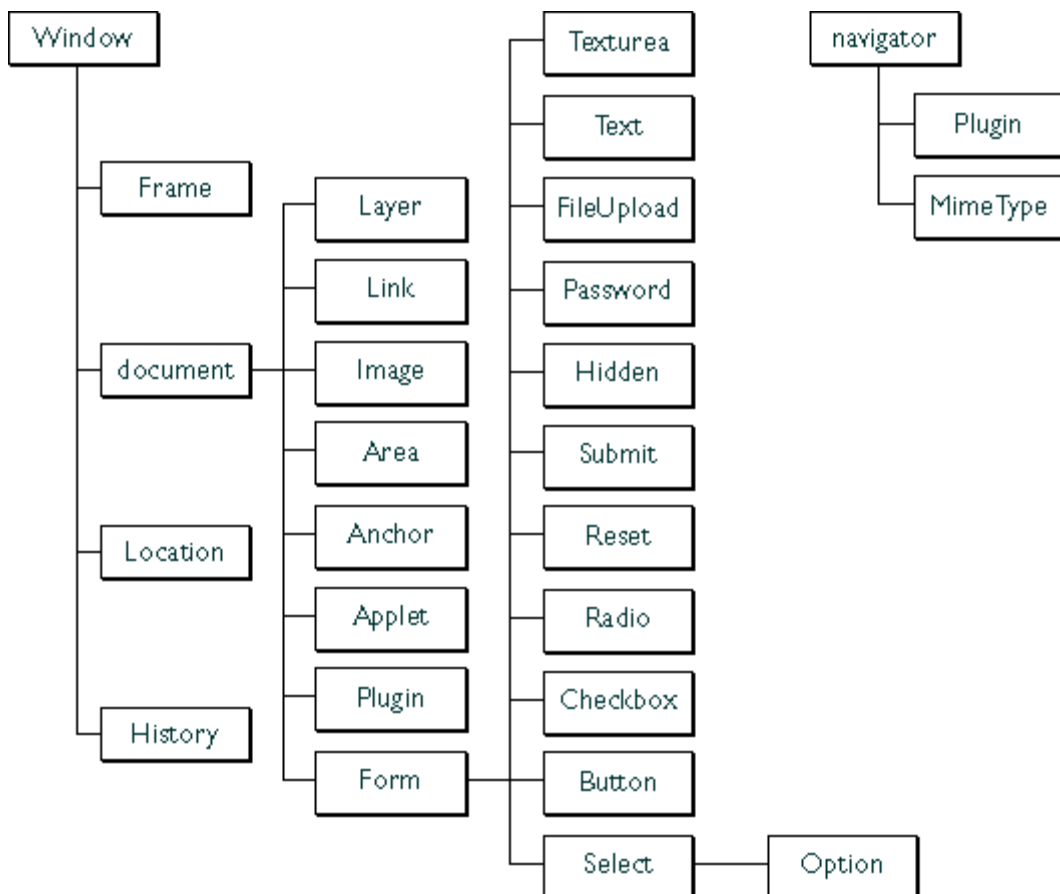 Window
Frame
document
Location
History
Layer
Link
Image
Area
Anchor
Applet
Plugin
Form
Texturea
Text
FileUpload
Password
Hidden
Submit
Reset
Radio
Checkbox
Button
Select
Option
navigator
Plugin
MimeType